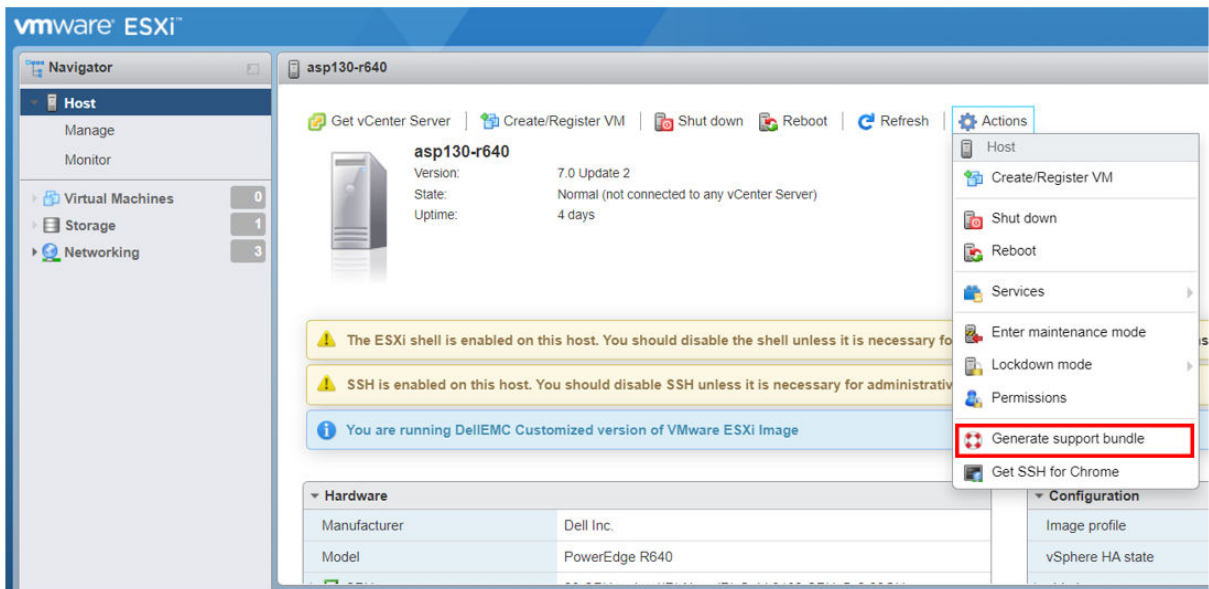 vmware ESXi™
Navigator
Host
Manage
Monitor
Virtual Machines 0
Storage 1
Networking 3
asp130-r640
Get vCenter Server | Create/Register VM | Shut down Reboot | Refresh | Actions
asp130-r640
Version: 7.0 Update 2
State: Normal (not connected to any vCenter Server)
Uptime: 4 days
Host
Create/Register VM
Shut down
Reboot
Services
Enter maintenance mode
Lockdown mode
Permissions
Generate support bundle
Get SSH for Chrome
The ESXi shell is enabled on this host. You should disable the shell unless it is necessary fo
SSH is enabled on this host. You should disable SSH unless it is necessary for administrativ
You are running DellEMC Customized version of VMware ESXi Image
Hardware
Manufacturer Dell Inc.
Model PowerEdge R640
Configuration
Image profile
vSphere HA state